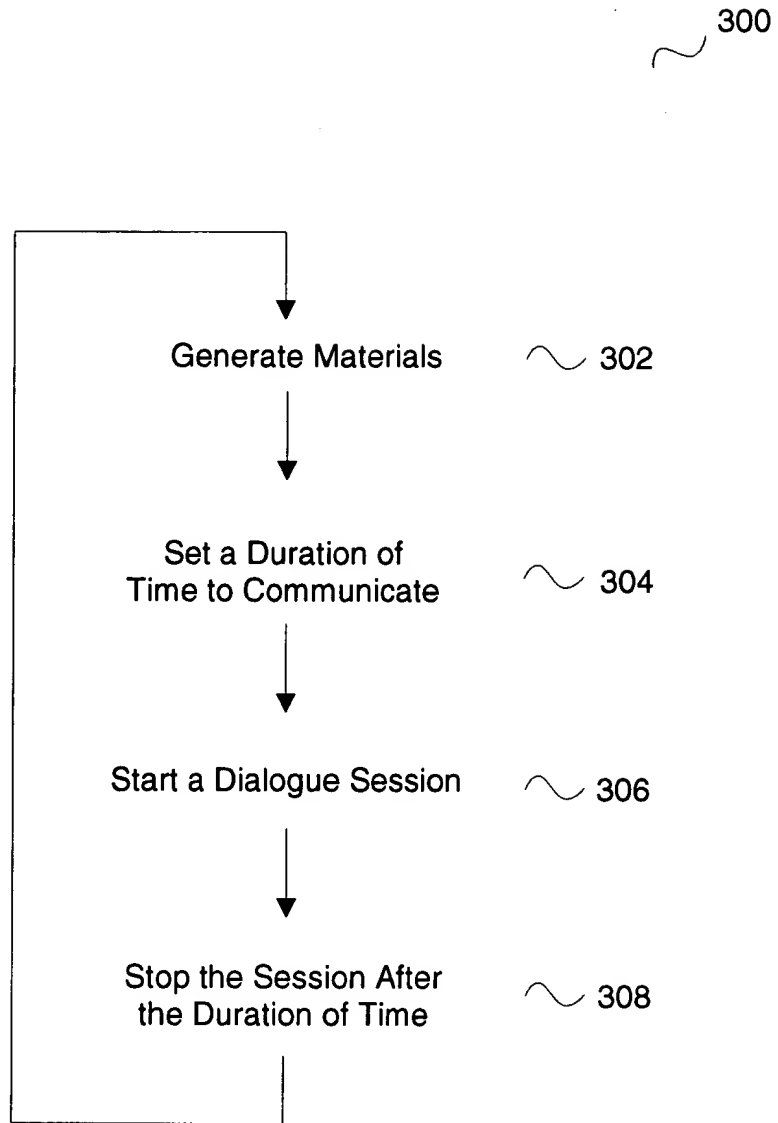 300
Generate Materials 302
Set a Duration of
Time to Communicate 304
Start a Dialogue Session 306
Stop the Session After
the Duration of Time 308